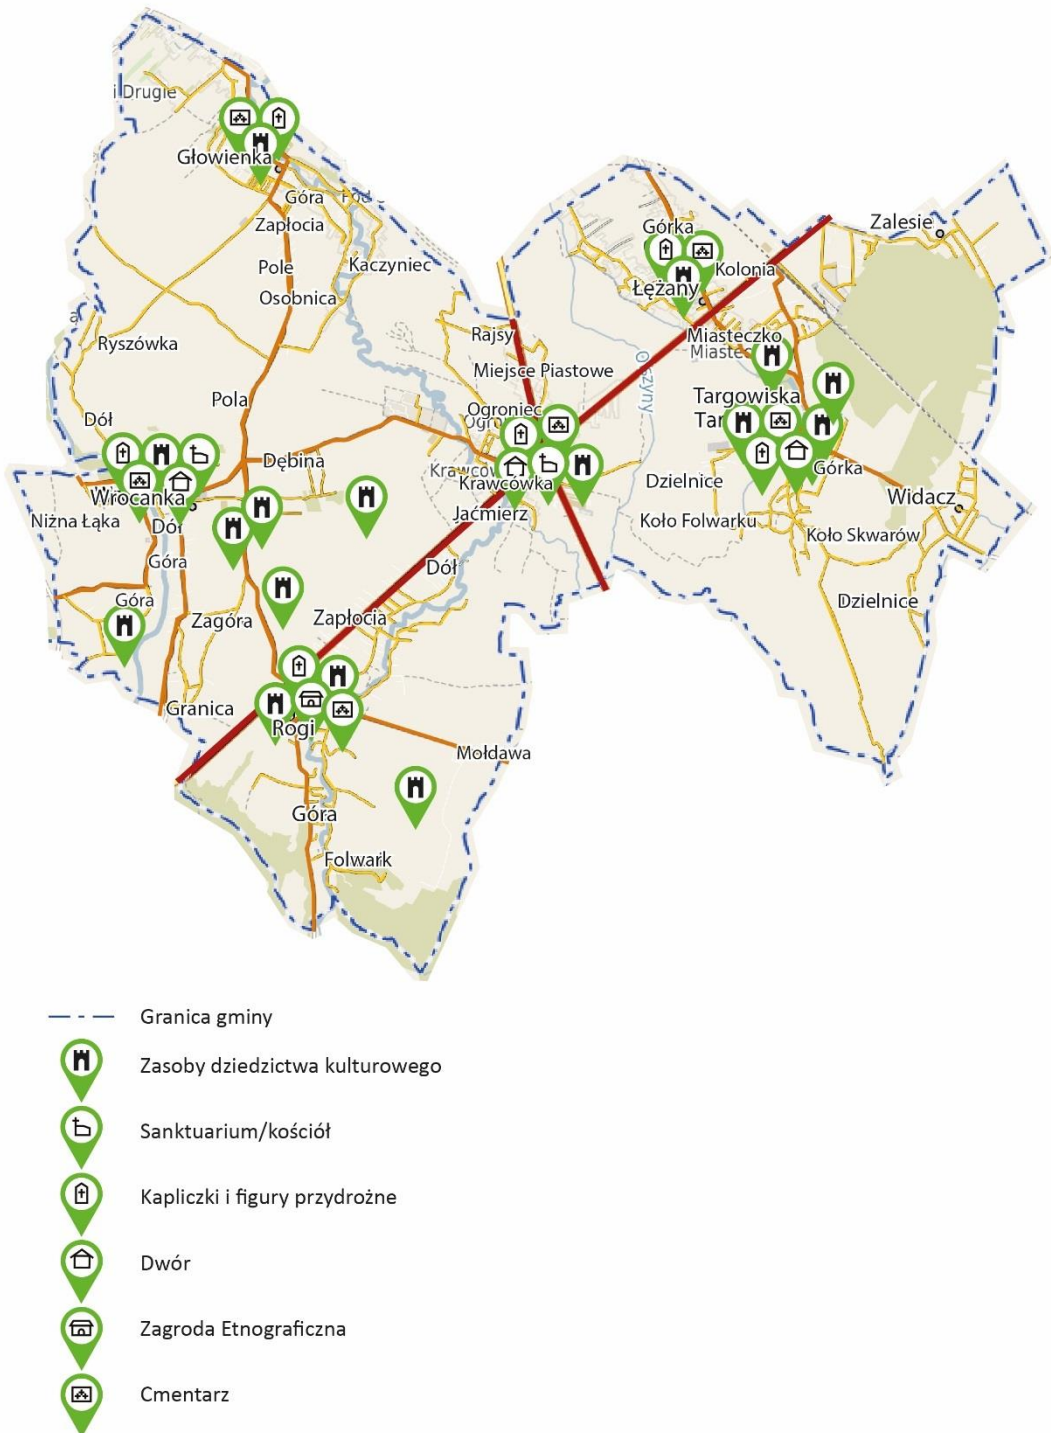 i Drugie
Głowienka
Góra
Zapłocia
Pole
Kaczyniec
Osobnica
Ryszówka
Rajsy
Miejsce Piastowe
Górka
Kolonia
Łężany
Zalesie
Miasteczko
Olszyny
Pola
Ogroniec
Targowiska
Dół
Dębina
Krawcówka
Dzielnice
Górka
Widacz
Wrocanka
Niżna Łąka
Dół
Jaćmierz
Koło Folwarku
Koło Skwarów
Góra
Dół
Góra
Zagóra
Zapłocia
Dzielnice
Granica
Rogi
Mołdawa
Góra
Folwark
Granica gminy
Zasoby dziedzictwa kulturowego
Sanktuarium/kościół
Kapliczki i figury przydrożne
Dwór
Zagroda Etnograficzna
Cmentarz